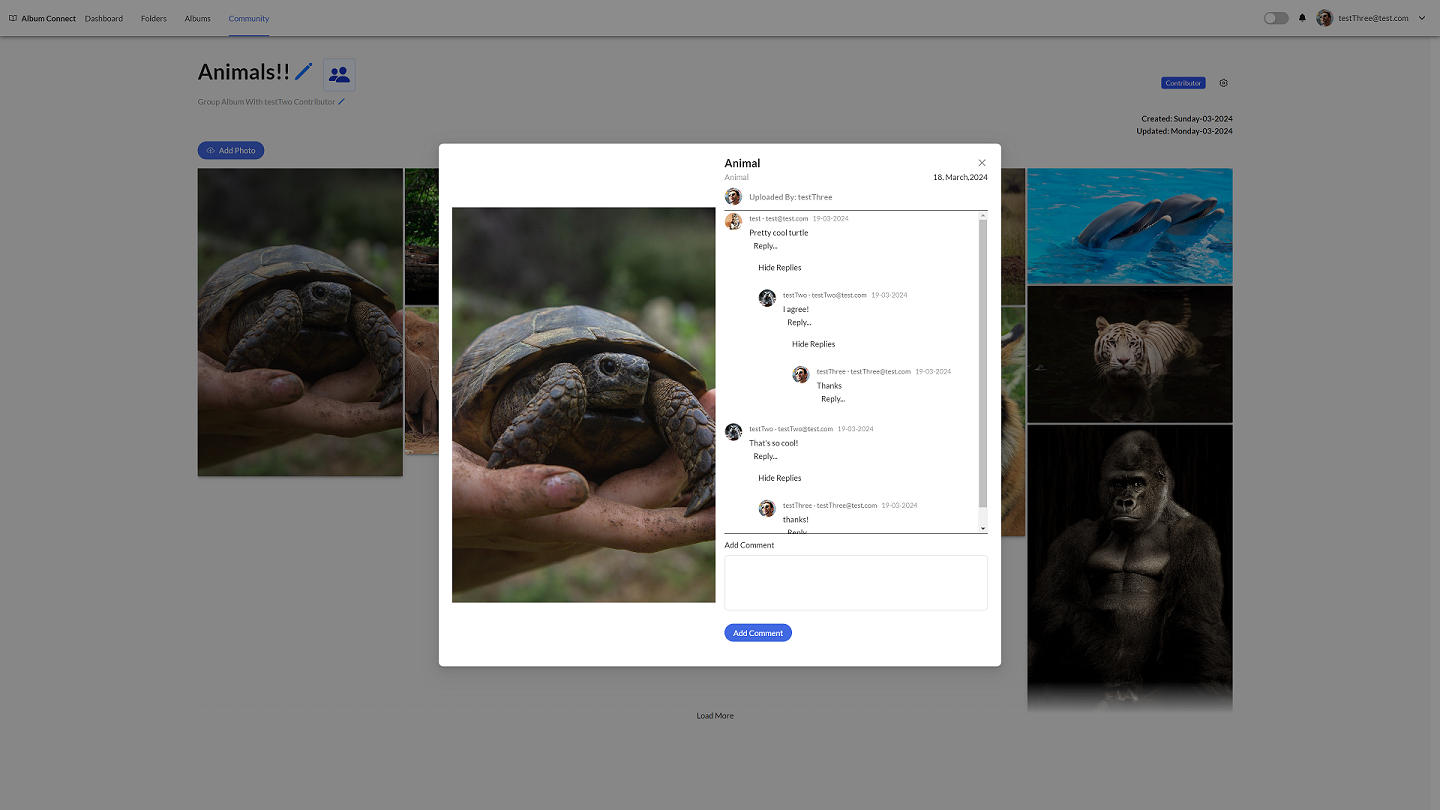 Album Connect Dashboard Folders Albums Community testThree@test.com
Animals!!
Contributor
Group Album With testTwo Contributor
Created: Sunday-03-2024
Updated: Monday-03-2024
Add Photo
Animal
Animal 18, March,2024
Uploaded By: testThree
test - test@test.com 19-03-2024
Pretty cool turtle
Reply...
Hide Replies
testTwo - testTwo@test.com 19-03-2024
I agree!
Reply...
Hide Replies
testThree - testThree@test.com 19-03-2024
Thanks
Reply...
testTwo - testTwo@test.com 19-03-2024
That's so cool!
Reply...
Hide Replies
testThree - testThree@test.com 19-03-2024
thanks!
Reply
Add Comment
Add Comment
Load More